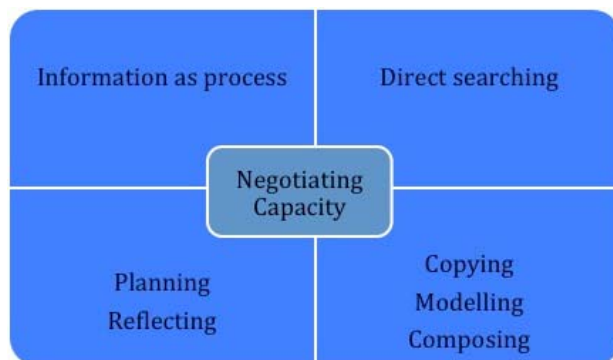 Information as process
Direct searching
Negotiating
Capacity
Planning
Reflecting
Copying
Modelling
Composing